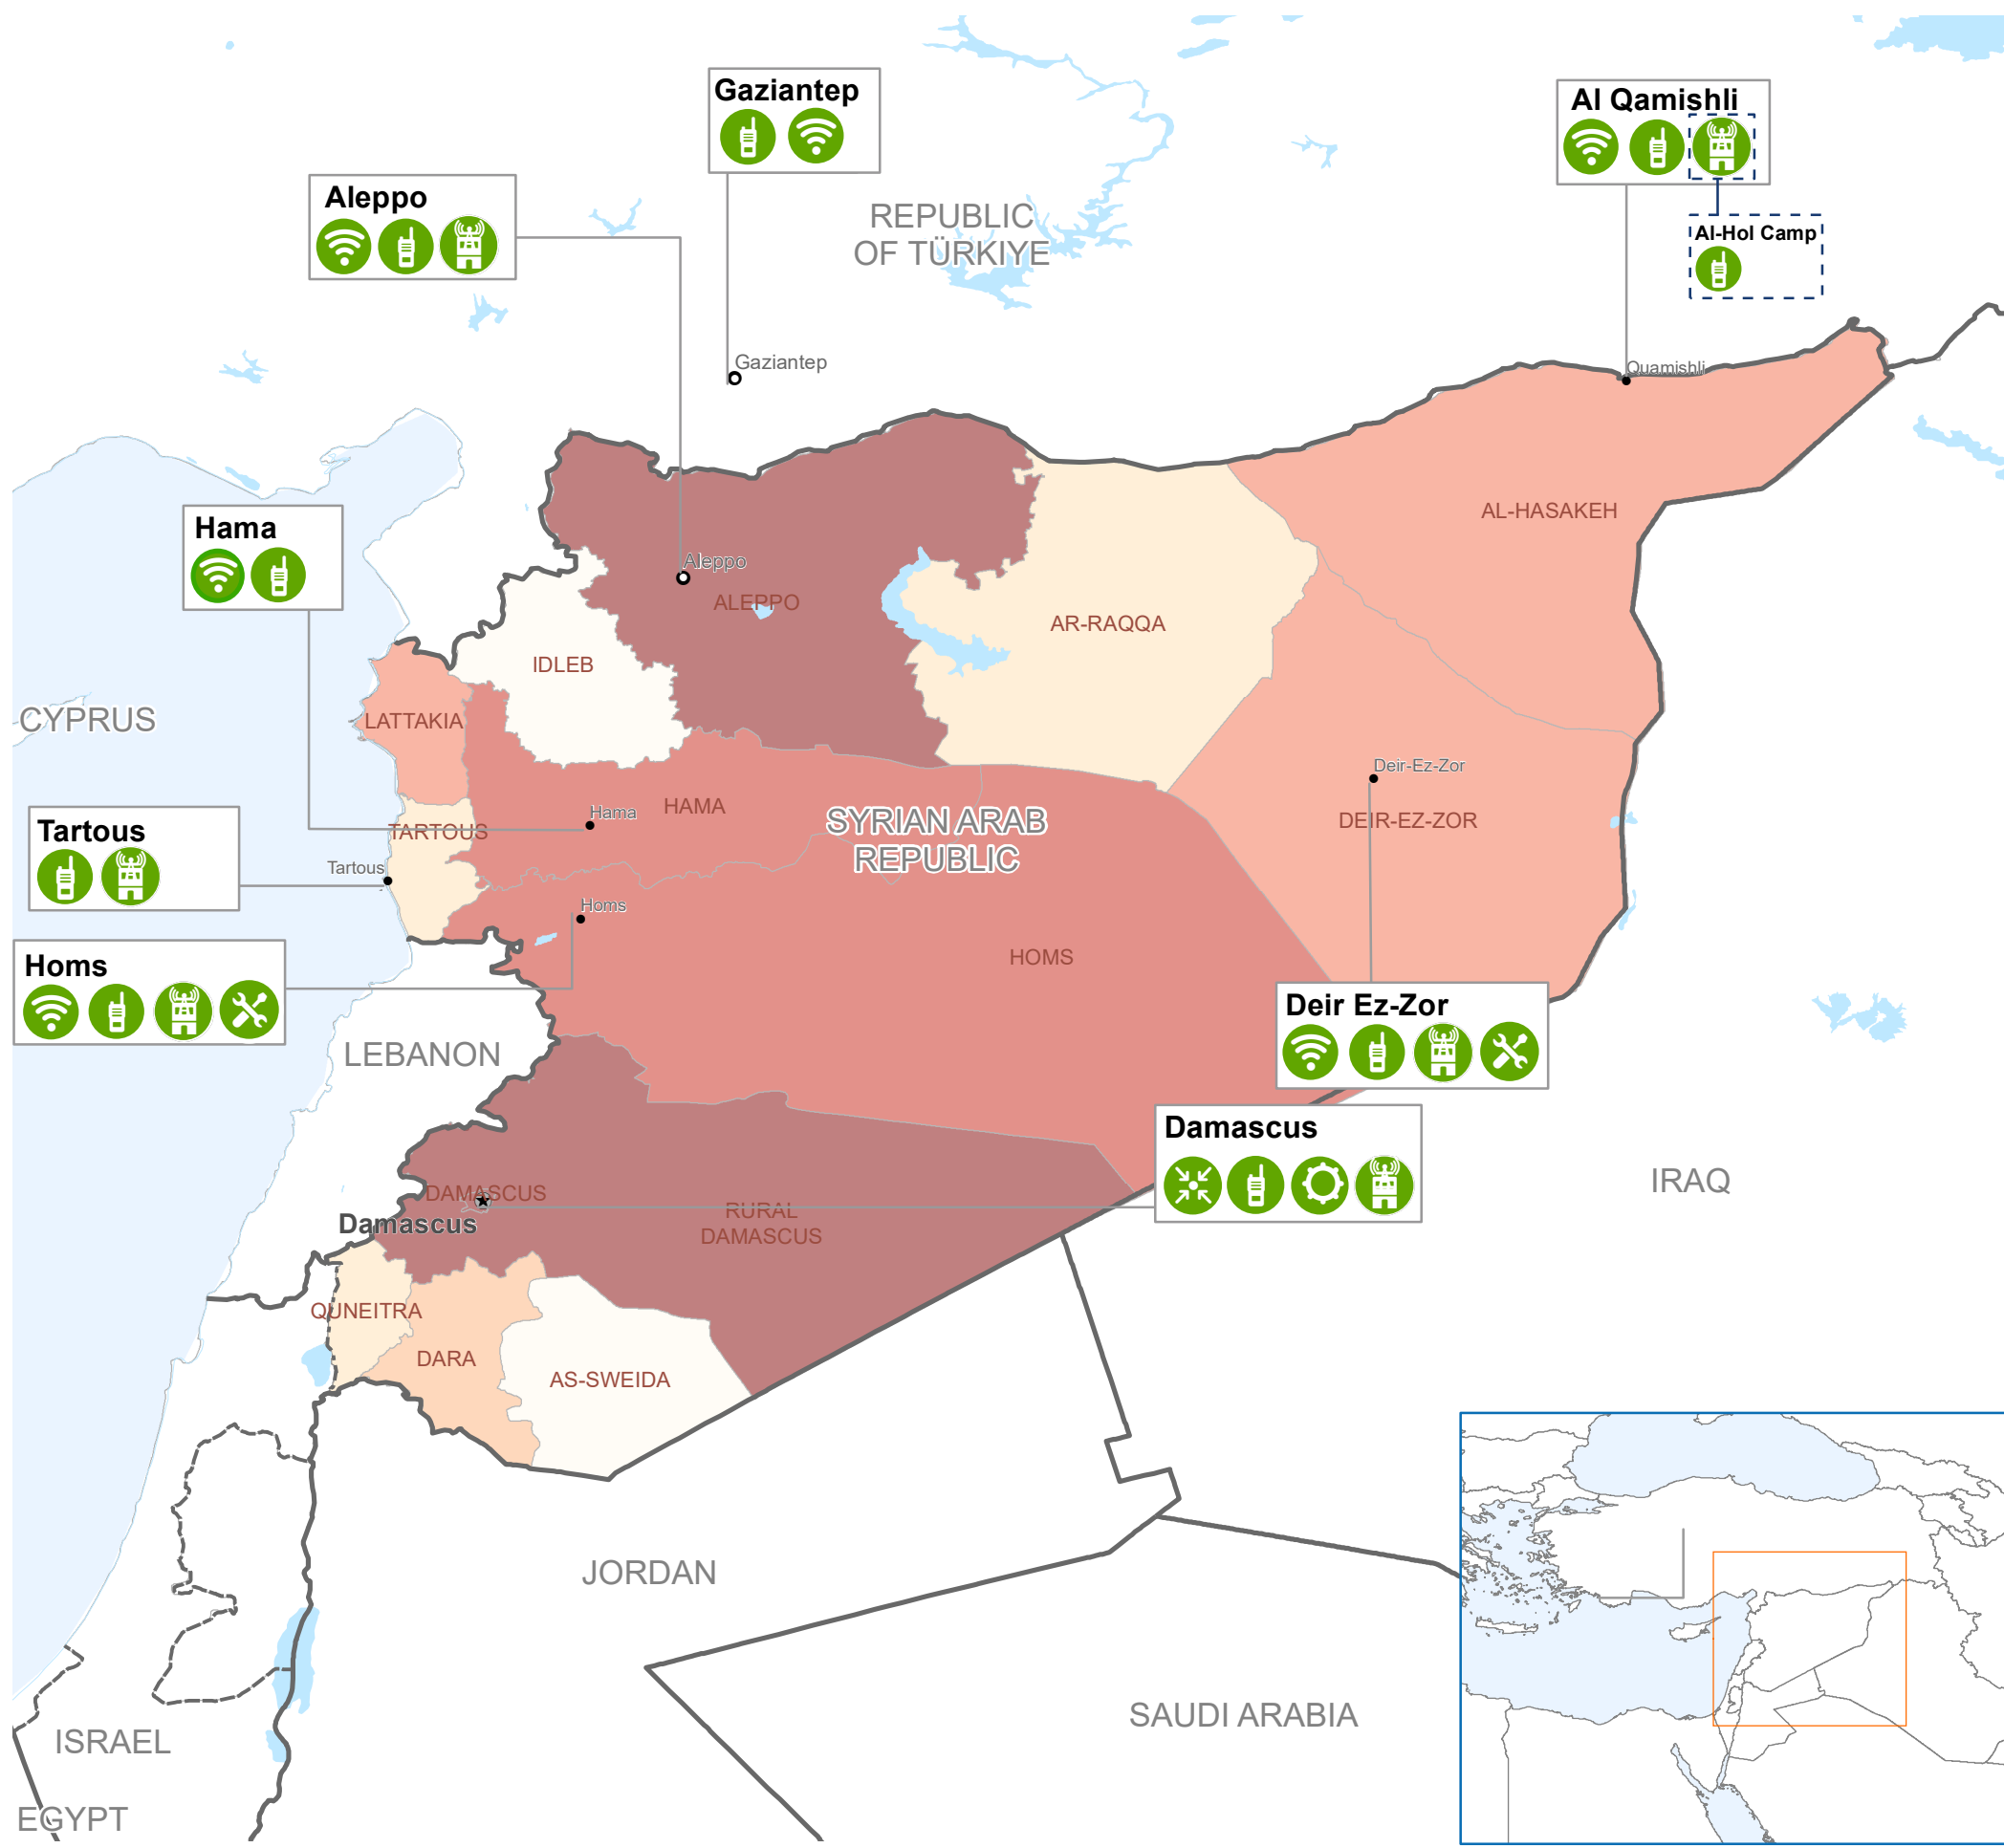 Gaziantep
Al Qamishli
Aleppo
REPUBLIC
OF TÜRKIYE
Al-Hol Camp
Gaziantep
Quamishli
AL-HASAKEH
Hama
Aleppo
ALEPPO
AR-RAQQA
IDLEB
LATTAKIA
CYPRUS
Deir-Ez-Zor
HAMA
Hama
SYRIAN ARAB
REPUBLIC
DEIR-EZ-ZOR
Tartous
TARTOUS
Tartous
Homs
HOMS
Homs
Deir Ez-Zor
LEBANON
Damascus
IRAQ
DAMASCUS
Damascus
RURAL
DAMASCUS
QUNEITRA
DARA
AS-SWEIDA
JORDAN
SAUDI ARABIA
ISRAEL
EGYPT